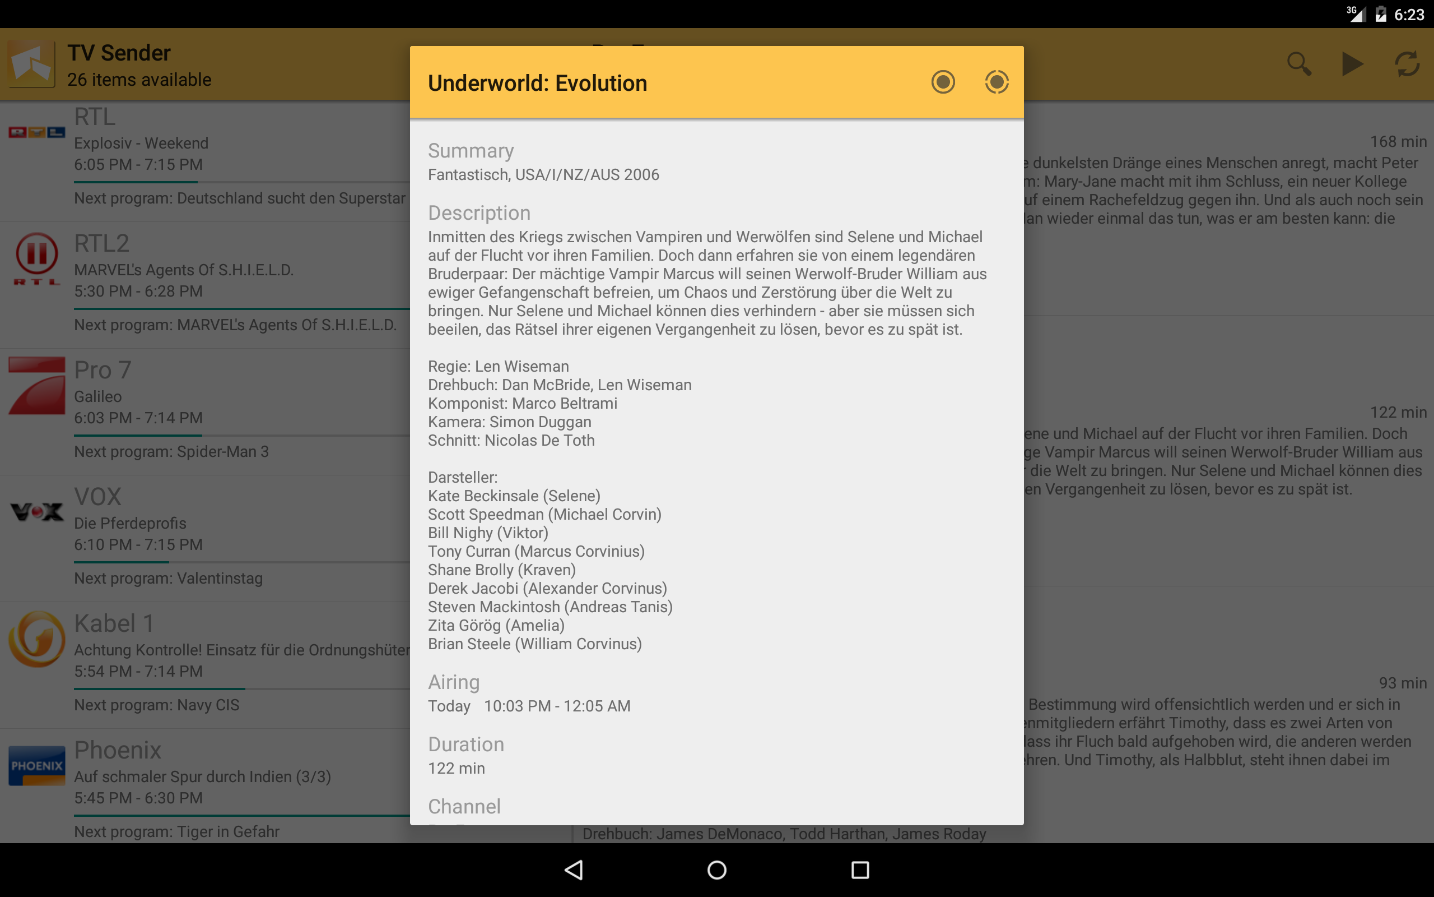 3G
6:23
TV Sender
26 items available
RTL
Explosiv - Weekend
6:05 PM - 7:15 PM
Next program: Deutschland sucht den Superstar
RTL2
MARVEL's Agents Of S.H.I.E.L.D.
5:30 PM - 6:28 PM
Next program: MARVEL's Agents Of S.H.I.E.L.D.
RTL
Pro 7
Galileo
6:03 PM - 7:14 PM
Next program: Spider-Man 3
VOX
VOX
Die Pferdeprofis
6:10 PM - 7:15 PM
Next program: Valentinstag
Kabel 1
Achtung Kontrolle! Einsatz für die Ordnungshüter
5:54 PM - 7:14 PM
Next program: Navy CIS
PHOENIX
Phoenix
Auf schmaler Spur durch Indien (3/3)
5:45 PM - 6:30 PM
Next program: Tiger in Gefahr
Underworld: Evolution
Summary
Fantastisch, USA/I/NZ/AUS 2006
Description
Inmitten des Kriegs zwischen Vampiren und Werwölfen sind Selene und Michael
auf der Flucht vor ihren Familien. Doch dann erfahren sie von einem legendären
Bruderpaar: Der mächtige Vampir Marcus will seinen Werwolf-Bruder William aus
ewiger Gefangenschaft befreien, um Chaos und Zerstörung über die Welt zu
bringen. Nur Selene und Michael können dies verhindern - aber sie müssen sich
beeilen, das Rätsel ihrer eigenen Vergangenheit zu lösen, bevor es zu spät ist.
Regie: Len Wiseman
Drehbuch: Dan McBride, Len Wiseman
Komponist: Marco Beltrami
Kamera: Simon Duggan
Schnitt: Nicolas De Toth
Darsteller:
Kate Beckinsale (Selene)
Scott Speedman (Michael Corvin)
Bill Nighy (Viktor)
Tony Curran (Marcus Corvinius)
Shane Brolly (Kraven)
Derek Jacobi (Alexander Corvinus)
Steven Mackintosh (Andreas Tanis)
Zita Görög (Amelia)
Brian Steele (William Corvinus)
Airing
Today 10:03 PM - 12:05 AM
Duration
122 min
Channel
168 min
dunkelsten Dränge eines Menschen anregt, macht Peter
m: Mary-Jane macht mit ihm Schluss, ein neuer Kollege
uf einem Rachefeldzug gegen ihn. Und als auch noch sein
an wieder einmal das tun, was er am besten kann: die
122 min
ene und Michael auf der Flucht vor ihren Familien. Doch
ge Vampir Marcus will seinen Werwolf-Bruder William aus
die Welt zu bringen. Nur Selene und Michael können dies
en Vergangenheit zu lösen, bevor es zu spät ist.
93 min
Bestimmung wird offensichtlich werden und er sich in
enmitgliedern erfährt Timothy, dass es zwei Arten von
lass ihr Fluch bald aufgehoben wird, die anderen werden
ehren. Und Timothy, als Halbblut, steht ihnen dabei im
Drehbuch: James DeMonaco, Todd Harthan, James Roday